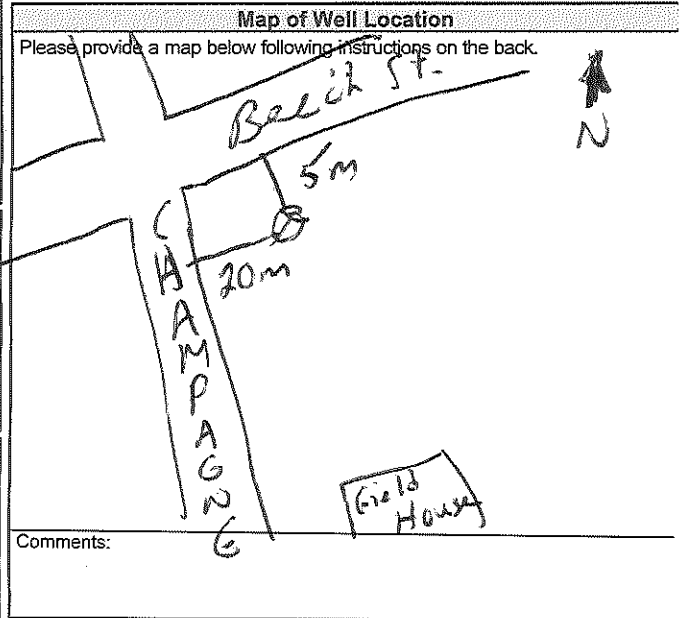 Map of Well Location
Please provide a map below following instructions on the back.
Beech St.
N
5m
20m
CHAMPAGNE
Field
House
Comments: